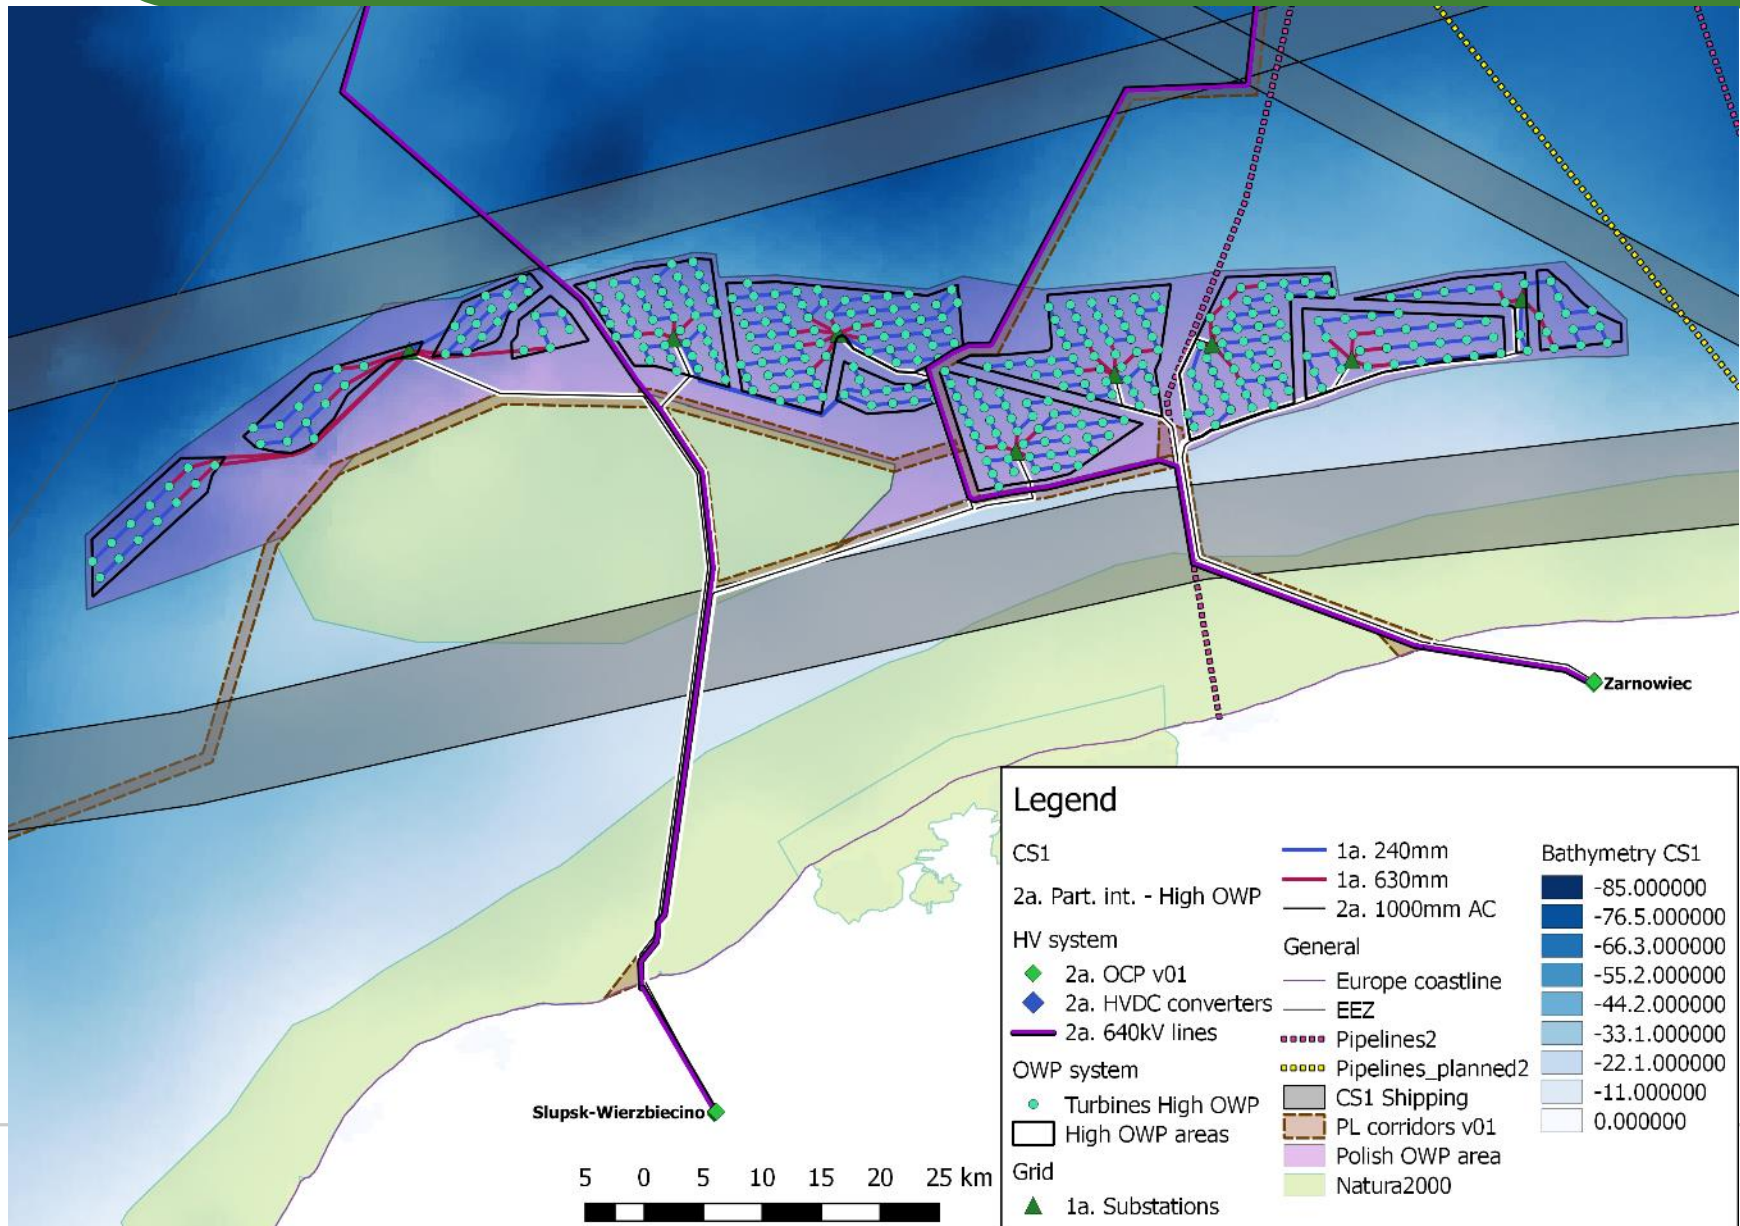 Zarnowiec
Slupsk-Wierzbiecino
5 0 5 10 15 20 25 km
Legend
CS1
2a. Part. int. - High OWP
HV system
2a. OCP v01
2a. HVDC converters
2a. 640kV lines
OWP system
Turbines High OWP
High OWP areas
Grid
1a. Substations
1a. 240mm
1a. 630mm
2a. 1000mm AC
General
Europe coastline
EEZ
Pipelines2
Pipelines_planned2
CS1 Shipping
PL corridors v01
Polish OWP area
Natura2000
Bathymetry CS1
-85.000000
-76.5.000000
-66.3.000000
-55.2.000000
-44.2.000000
-33.1.000000
-22.1.000000
-11.000000
0.000000